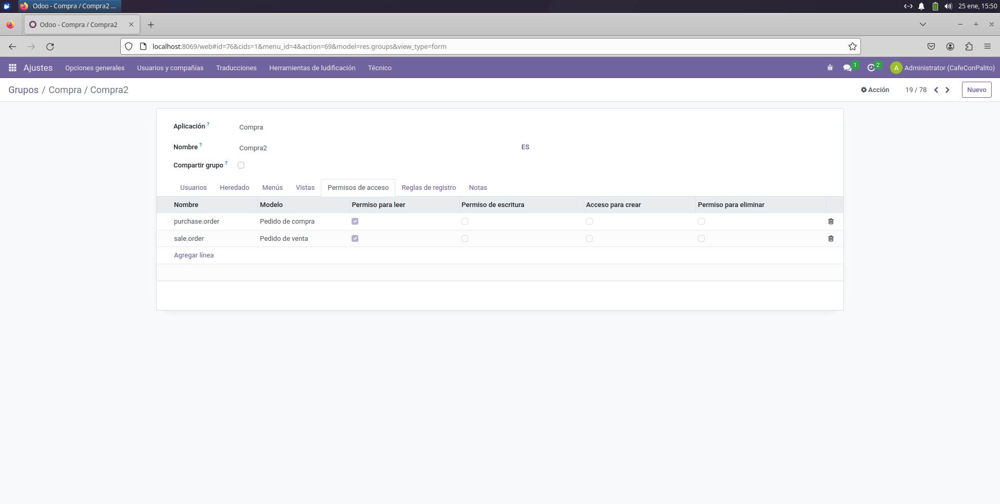 Odoo - Compra / Compra2 ...
25 ene, 15:50
Odoo - Compra / Compra2
localhost:8069/web#id=76&cids=1&menu_id=4&action=69&model=res.groups&view_type=form
Ajustes Opciones generales Usuarios y compañías Traducciones Herramientas de ludificación Técnico 1 2 A Administrator (CafeConPalito)
Grupos / Compra / Compra2 Acción 19 / 78 Nuevo
Aplicación ? Compra
Nombre ? Compra2 ES
Compartir grupo ?
Usuarios Heredado Menús Vistas Permisos de acceso Reglas de registro Notas
Nombre Modelo Permiso para leer Permiso de escritura Acceso para crear Permiso para eliminar
purchase.order Pedido de compra
sale.order Pedido de venta
Agregar línea